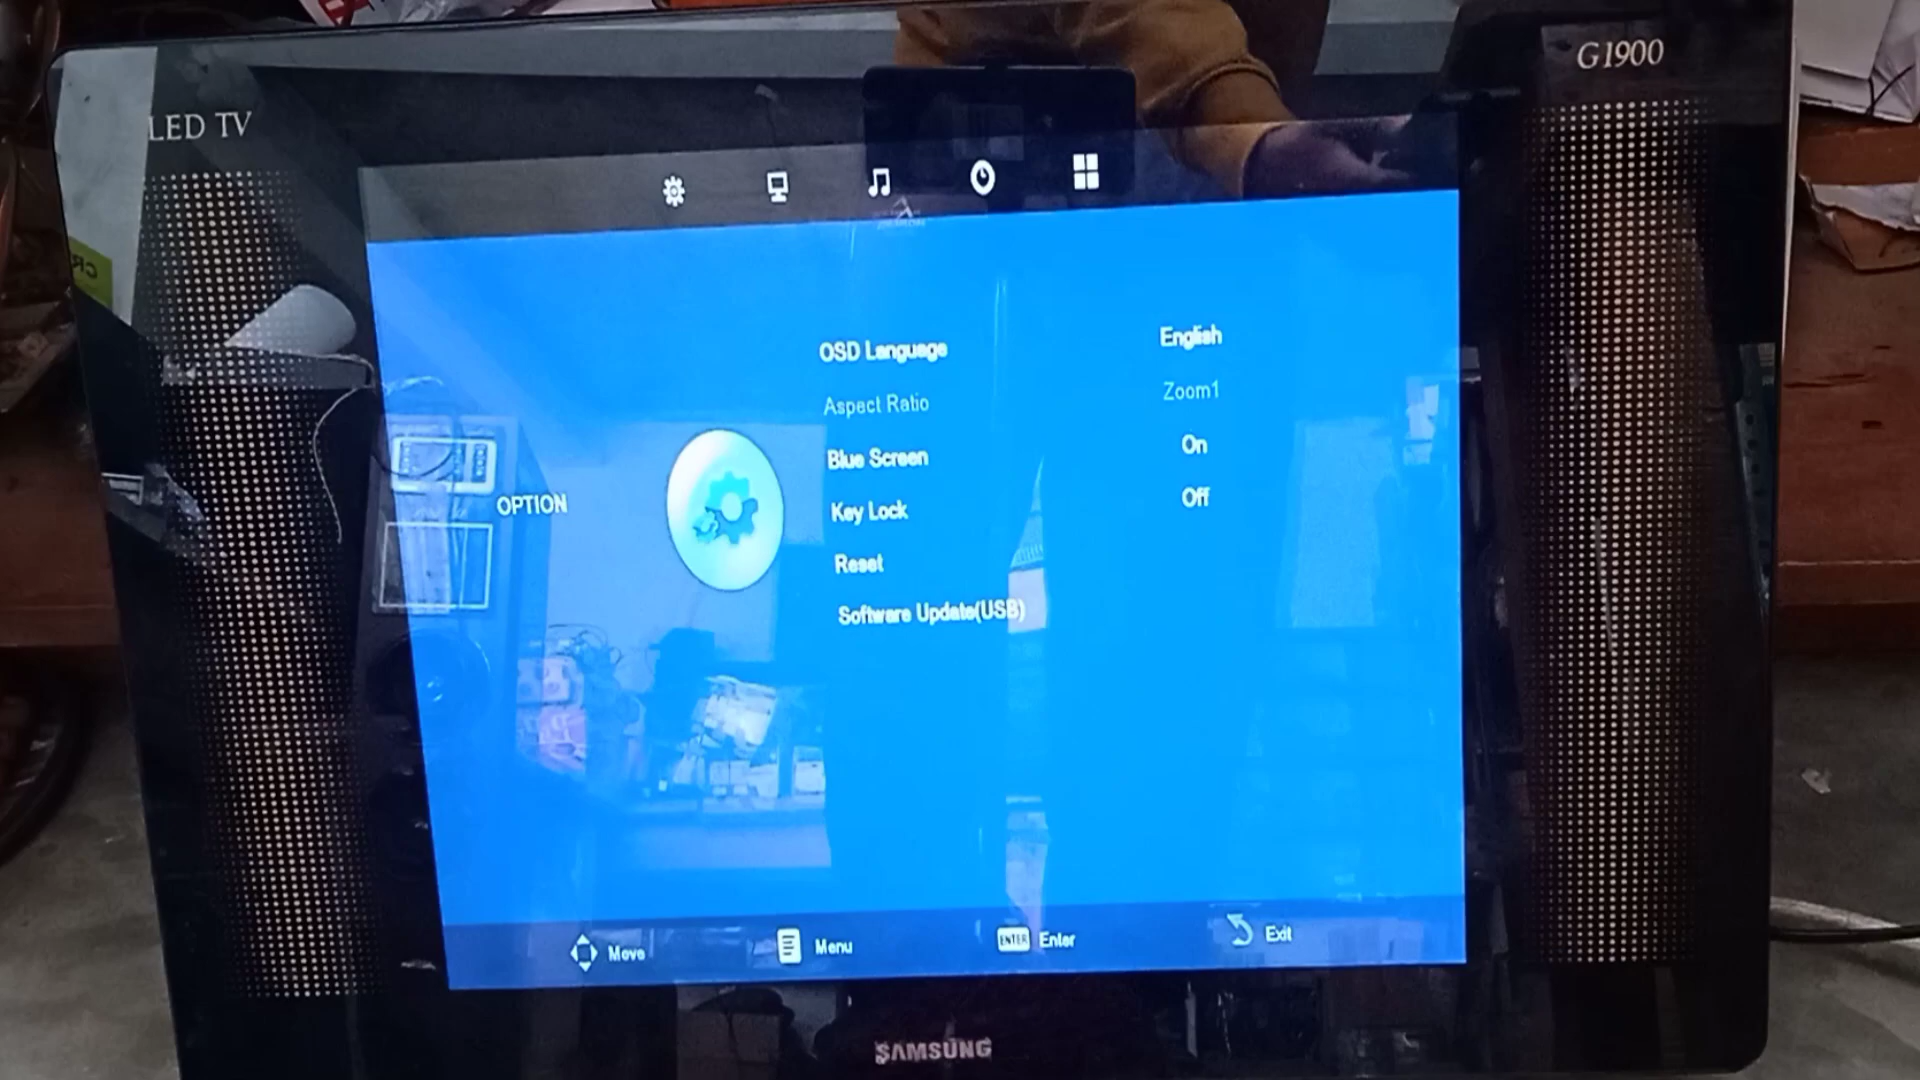 G1900
LED TV
OSD Language English
Aspect Ratio Zoom1
Blue Screen On
Key Lock Off
OPTION
Reset
Software Update(USB)
Move Menu ENTER Enter Exit
SAMSUNG